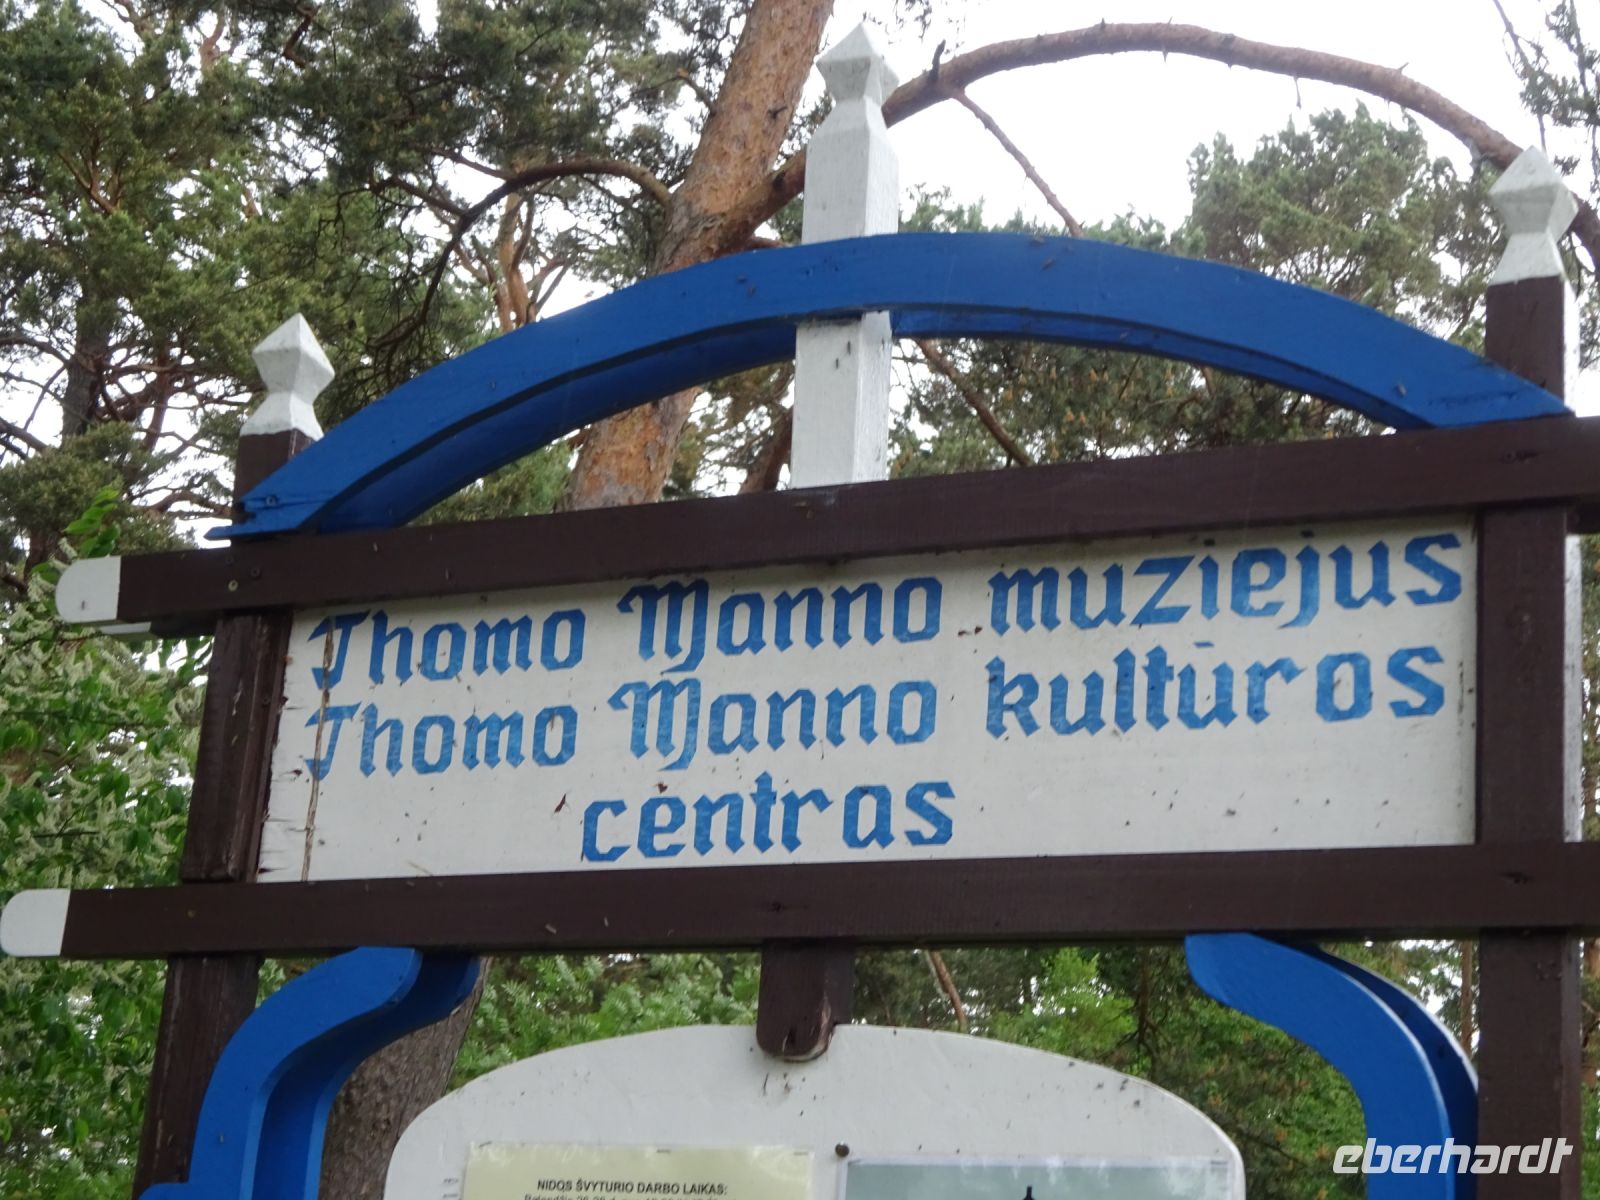 Thomo Manno muziejus
Thomo Manno kultūros
centras
NIDOS ŠVYTURIO DARBO LAIKAS:
eberhardt